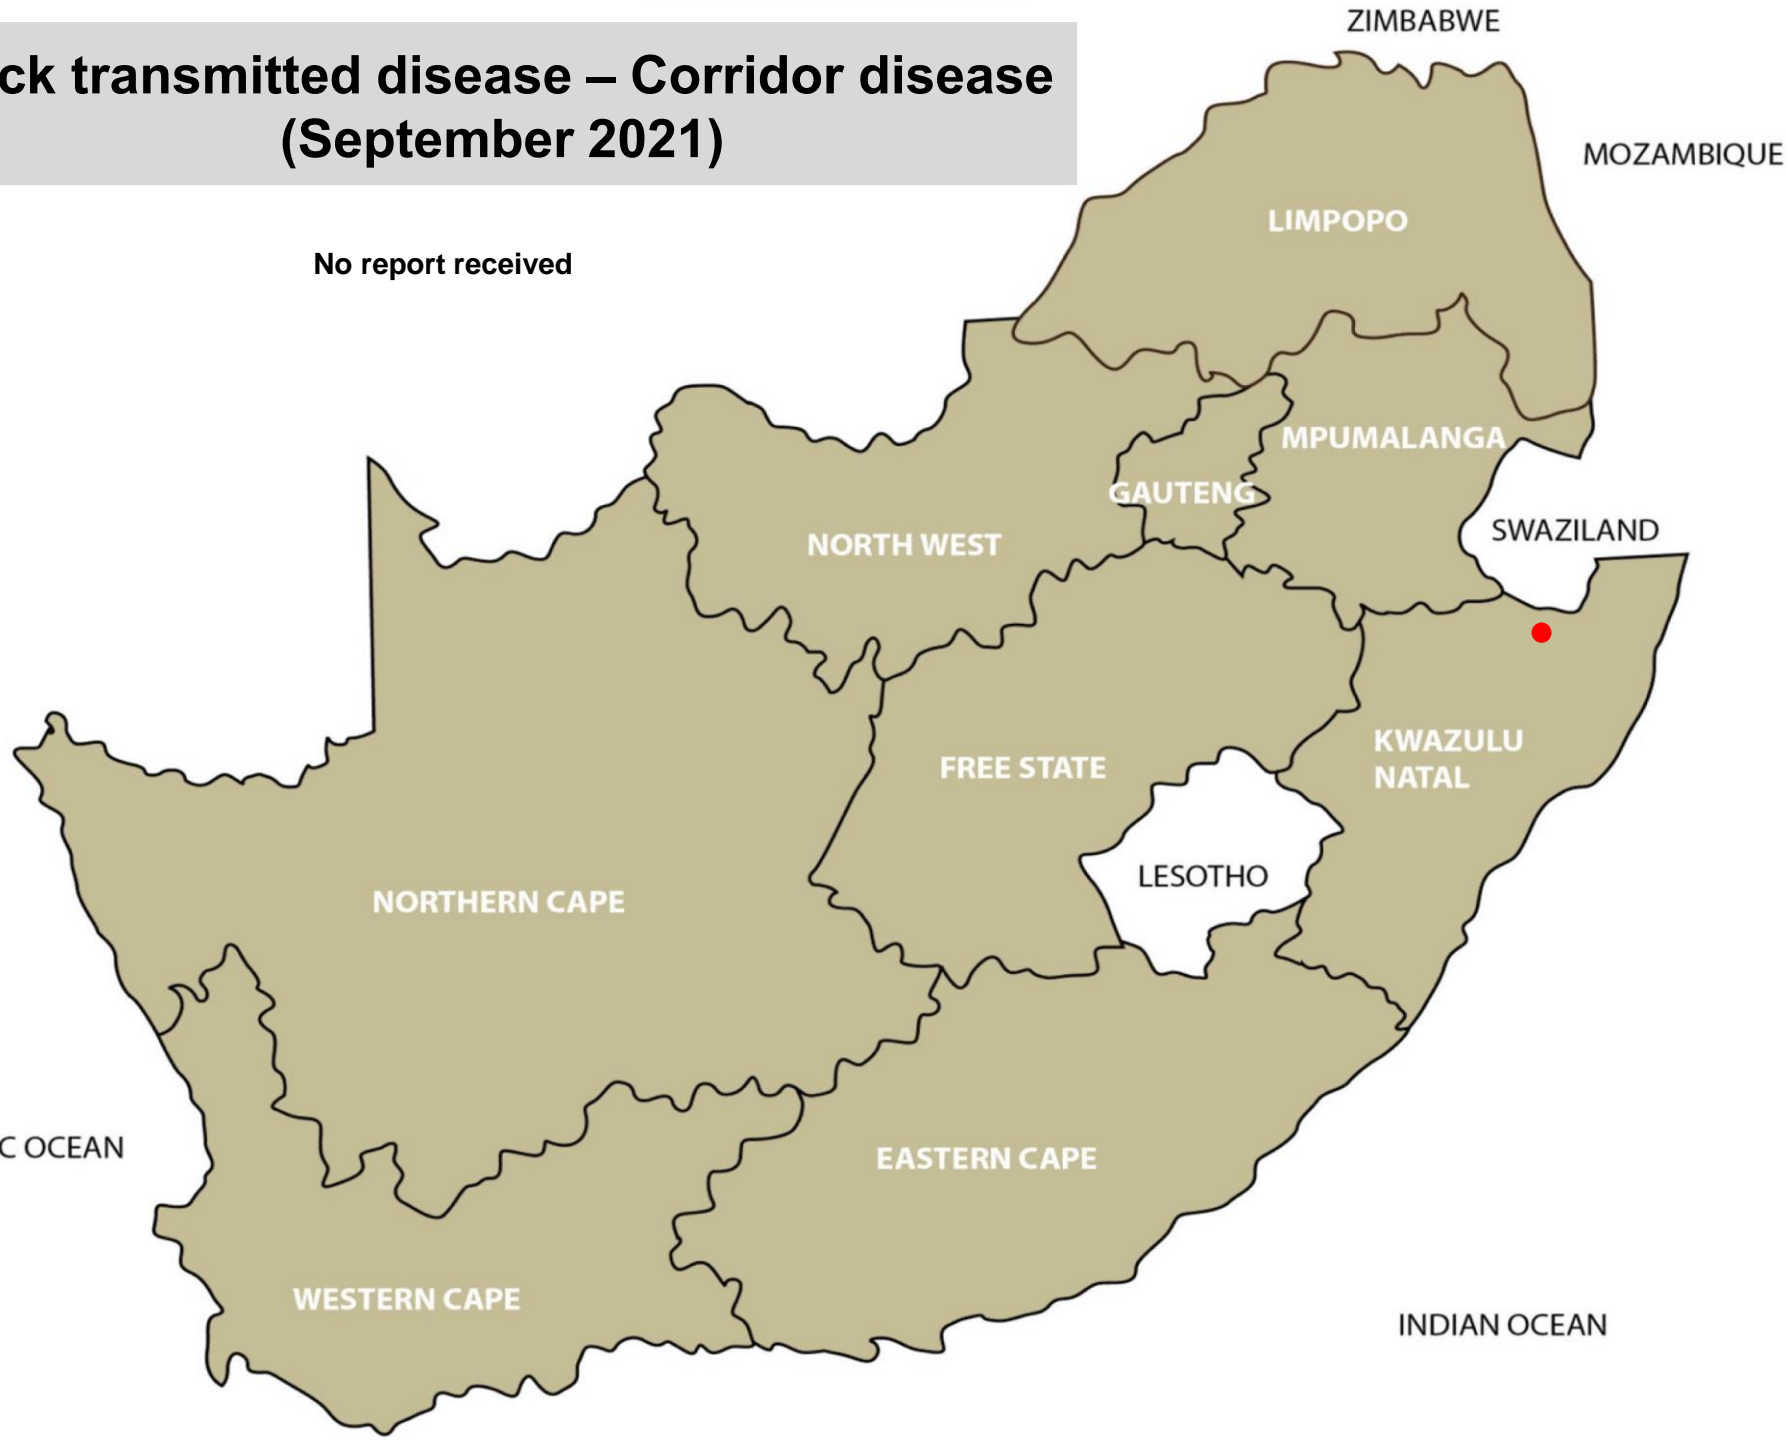 ck transmitted disease – Corridor disease
(September 2021)
No report received
ZIMBABWE
MOZAMBIQUE
LIMPOPO
MPUMALANGA
GAUTENG
NORTH WEST
SWAZILAND
KWAZULU
NATAL
FREE STATE
LESOTHO
NORTHERN CAPE
C OCEAN
EASTERN CAPE
WESTERN CAPE
INDIAN OCEAN